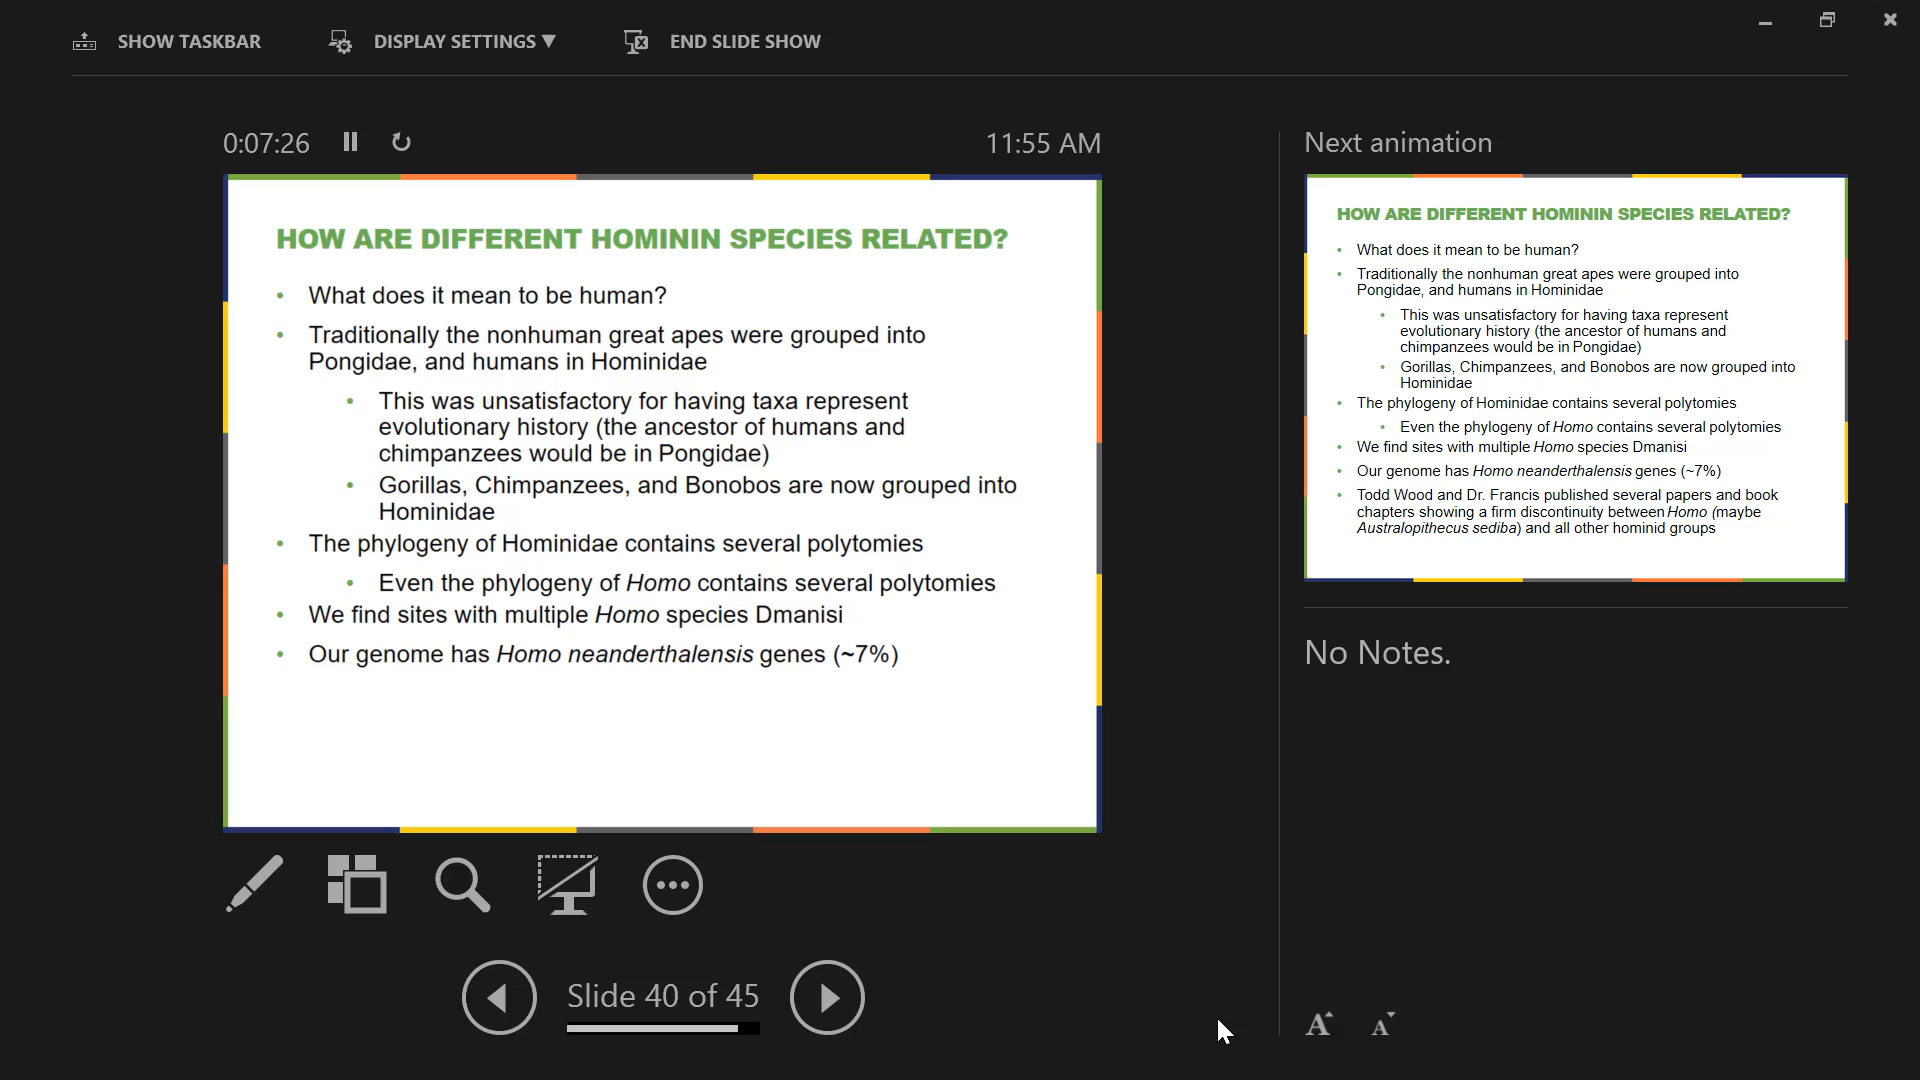 SHOW TASKBAR
DISPLAY SETTINGS ▼
END SLIDE SHOW
0:07:26
11:55 AM
HOW ARE DIFFERENT HOMININ SPECIES RELATED?
• What does it mean to be human?
• Traditionally the nonhuman great apes were grouped into
Pongidae, and humans in Hominidae
• This was unsatisfactory for having taxa represent
evolutionary history (the ancestor of humans and
chimpanzees would be in Pongidae)
• Gorillas, Chimpanzees, and Bonobos are now grouped into
Hominidae
• The phylogeny of Hominidae contains several polytomies
• Even the phylogeny of Homo contains several polytomies
• We find sites with multiple Homo species Dmanisi
• Our genome has Homo neanderthalensis genes (~7%)
Slide 40 of 45
Next animation
HOW ARE DIFFERENT HOMININ SPECIES RELATED?
• What does it mean to be human?
• Traditionally the nonhuman great apes were grouped into
Pongidae, and humans in Hominidae
• This was unsatisfactory for having taxa represent
evolutionary history (the ancestor of humans and
chimpanzees would be in Pongidae)
• Gorillas, Chimpanzees, and Bonobos are now grouped into
Hominidae
• The phylogeny of Hominidae contains several polytomies
• Even the phylogeny of Homo contains several polytomies
• We find sites with multiple Homo species Dmanisi
• Our genome has Homo neanderthalensis genes (~7%)
• Todd Wood and Dr. Francis published several papers and book
chapters showing a firm discontinuity between Homo (maybe
Australopithecus sediba) and all other hominid groups
No Notes.
A A